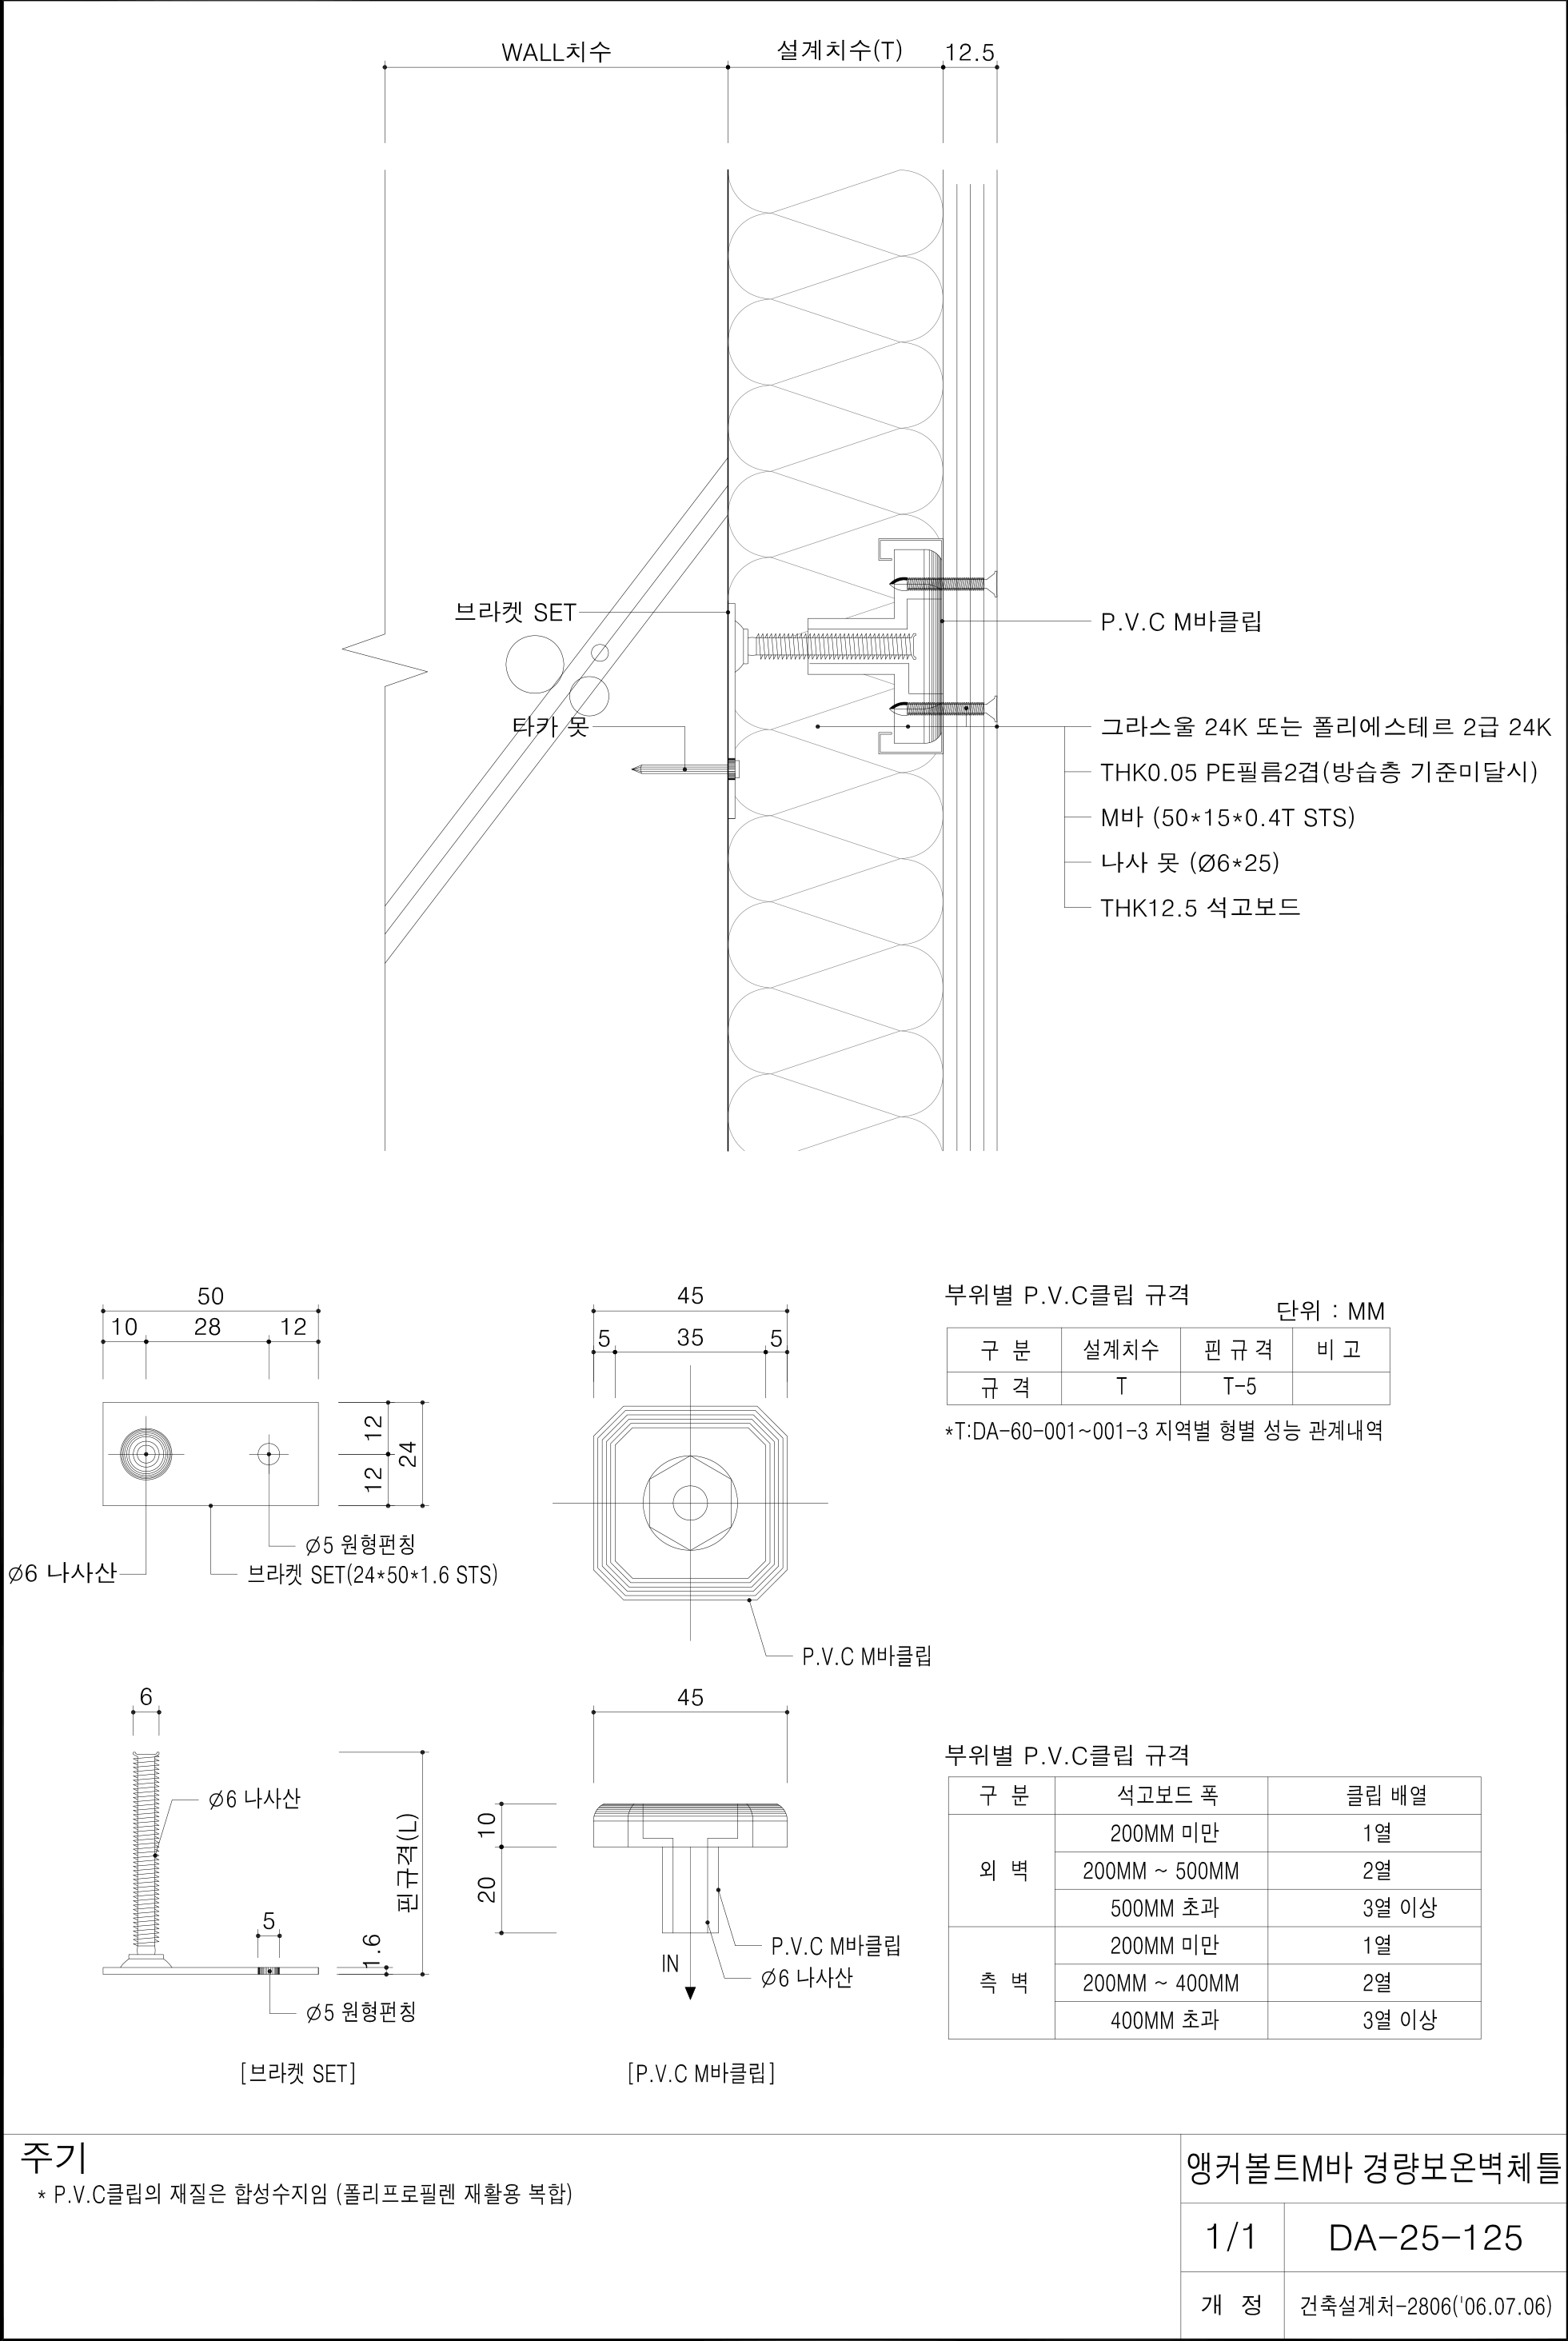 WALL치수 설계치수(T) 12.5
브라켓 SET
P.V.C M바클립
타카 못
그라스울 24K 또는 폴리에스테르 2급 24K
THK0.05 PE필름2겹(방습층 기준미달시)
M바 (50*15*0.4T STS)
나사 못 (Ø6*25)
THK12.5 석고보드
50
10 28 12
12
12
24
Ø5 원형펀칭
Ø6 나사산
브라켓 SET(24*50*1.6 STS)
45
5 35 5
P.V.C M바클립
부위별 P.V.C클립 규격
단위 : MM
구 분 설계치수 핀 규 격 비 고
규 격 T T-5
*T:DA-60-001~001-3 지역별 형별 성능 관계내역
6
Ø6 나사산
핀규격(L)
5
1.6
Ø5 원형펀칭
[브라켓 SET]
45
10
20
P.V.C M바클립
IN
Ø6 나사산
[P.V.C M바클립]
부위별 P.V.C클립 규격
구 분 석고보드 폭 클립 배열
외 벽
200MM 미만 1열
200MM ~ 500MM 2열
500MM 초과 3열 이상
측 벽
200MM 미만 1열
200MM ~ 400MM 2열
400MM 초과 3열 이상
주기
* P.V.C클립의 재질은 합성수지임 (폴리프로필렌 재활용 복합)
앵커볼트M바 경량보온벽체틀
1/1 DA-25-125
개 정 건축설계처-2806('06.07.06)